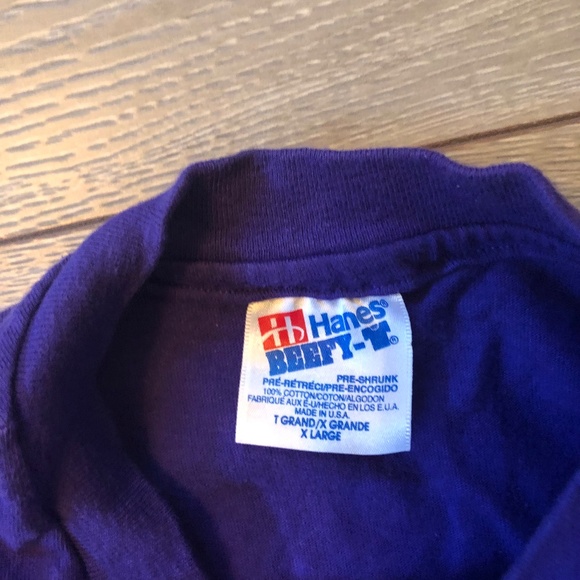 Hanes®
BEEFY-T®
PRE-SHRUNK
PRÉ-RÉTRÉCI/PRE-ENCOGIDO
100% COTTON/COTON/ALGODON
FABRIQUÉ AUX É-U/HECHO EN LOS E.U.A.
MADE IN U.S.A.
T GRAND/X GRANDE
X LARGE